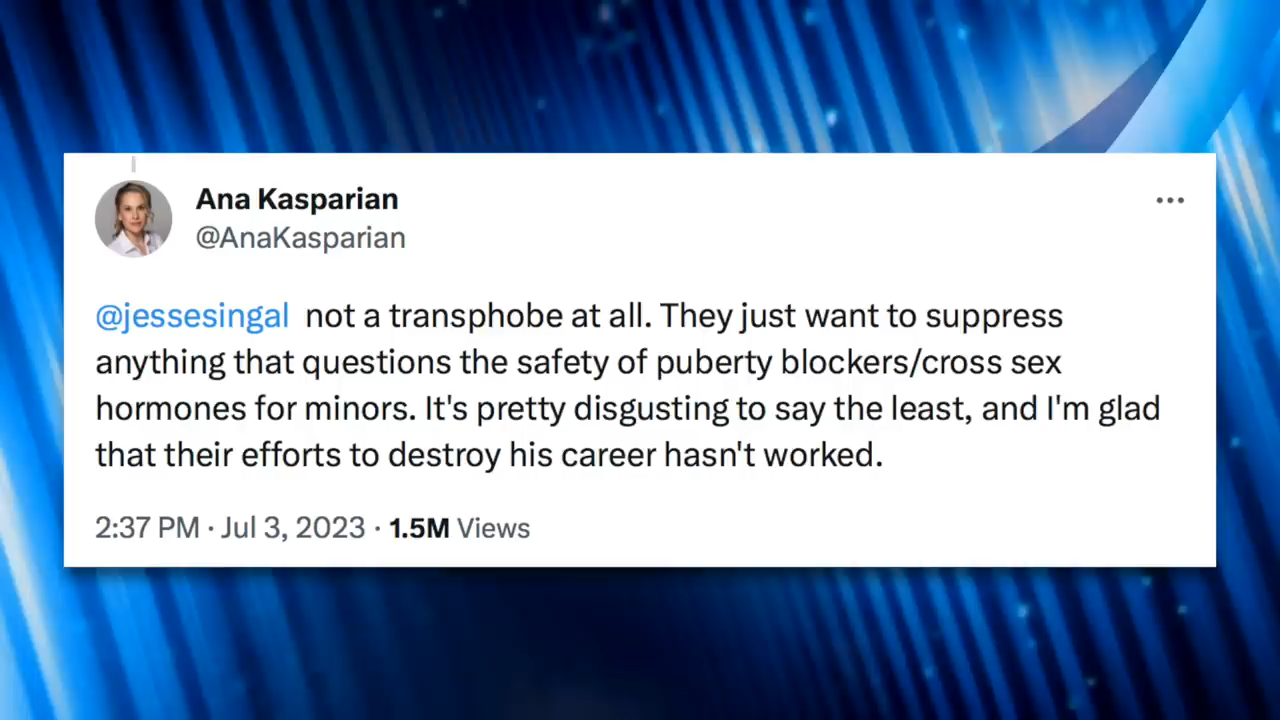 Ana Kasparian
@AnaKasparian
@jessesingal not a transphobe at all. They just want to suppress
anything that questions the safety of puberty blockers/cross sex
hormones for minors. It's pretty disgusting to say the least, and I'm glad
that their efforts to destroy his career hasn't worked.
2:37 PM · Jul 3, 2023 · 1.5M Views